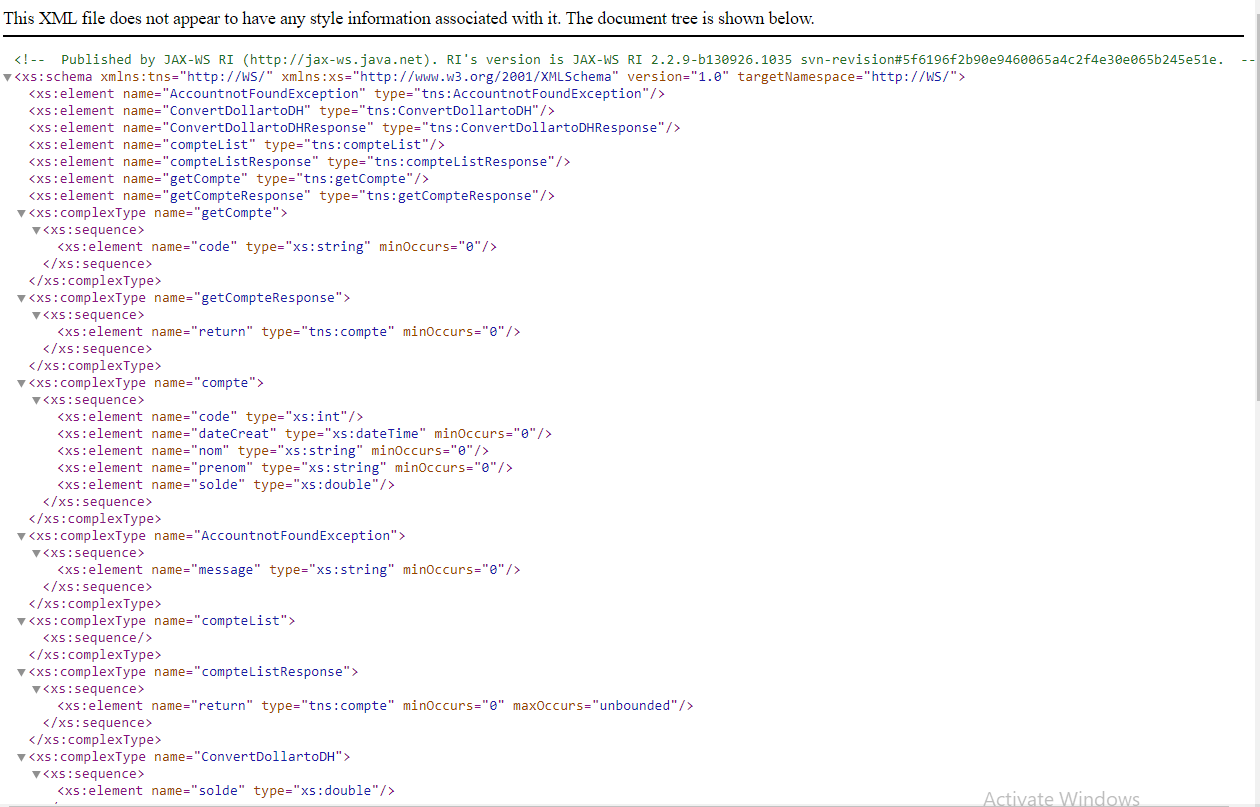 This XML file does not appear to have any style information associated with it. The document tree is shown below.
<!--  Published by JAX-WS RI (http://jax-ws.java.net). RI's version is JAX-WS RI 2.2.9-b130926.1035 svn-revision#5f6196f2b90e9460065a4c2f4e30e065b245e51e.  --
▼<xs:schema xmlns:tns="http://WS/" xmlns:xs="http://www.w3.org/2001/XMLSchema" version="1.0" targetNamespace="http://WS/">
<xs:element name="AccountnotFoundException" type="tns:AccountnotFoundException"/>
<xs:element name="ConvertDollartoDH" type="tns:ConvertDollartoDH"/>
<xs:element name="ConvertDollartoDHResponse" type="tns:ConvertDollartoDHResponse"/>
<xs:element name="compteList" type="tns:compteList"/>
<xs:element name="compteListResponse" type="tns:compteListResponse"/>
<xs:element name="getCompte" type="tns:getCompte"/>
<xs:element name="getCompteResponse" type="tns:getCompteResponse"/>
▼<xs:complexType name="getCompte">
▼<xs:sequence>
<xs:element name="code" type="xs:string" minOccurs="0"/>
</xs:sequence>
</xs:complexType>
▼<xs:complexType name="getCompteResponse">
▼<xs:sequence>
<xs:element name="return" type="tns:compte" minOccurs="0"/>
</xs:sequence>
</xs:complexType>
▼<xs:complexType name="compte">
▼<xs:sequence>
<xs:element name="code" type="xs:int"/>
<xs:element name="dateCreat" type="xs:dateTime" minOccurs="0"/>
<xs:element name="nom" type="xs:string" minOccurs="0"/>
<xs:element name="prenom" type="xs:string" minOccurs="0"/>
<xs:element name="solde" type="xs:double"/>
</xs:sequence>
</xs:complexType>
▼<xs:complexType name="AccountnotFoundException">
▼<xs:sequence>
<xs:element name="message" type="xs:string" minOccurs="0"/>
</xs:sequence>
</xs:complexType>
▼<xs:complexType name="compteList">
<xs:sequence/>
</xs:complexType>
▼<xs:complexType name="compteListResponse">
▼<xs:sequence>
<xs:element name="return" type="tns:compte" minOccurs="0" maxOccurs="unbounded"/>
</xs:sequence>
</xs:complexType>
▼<xs:complexType name="ConvertDollartoDH">
▼<xs:sequence>
<xs:element name="solde" type="xs:double"/>
Activate Windows